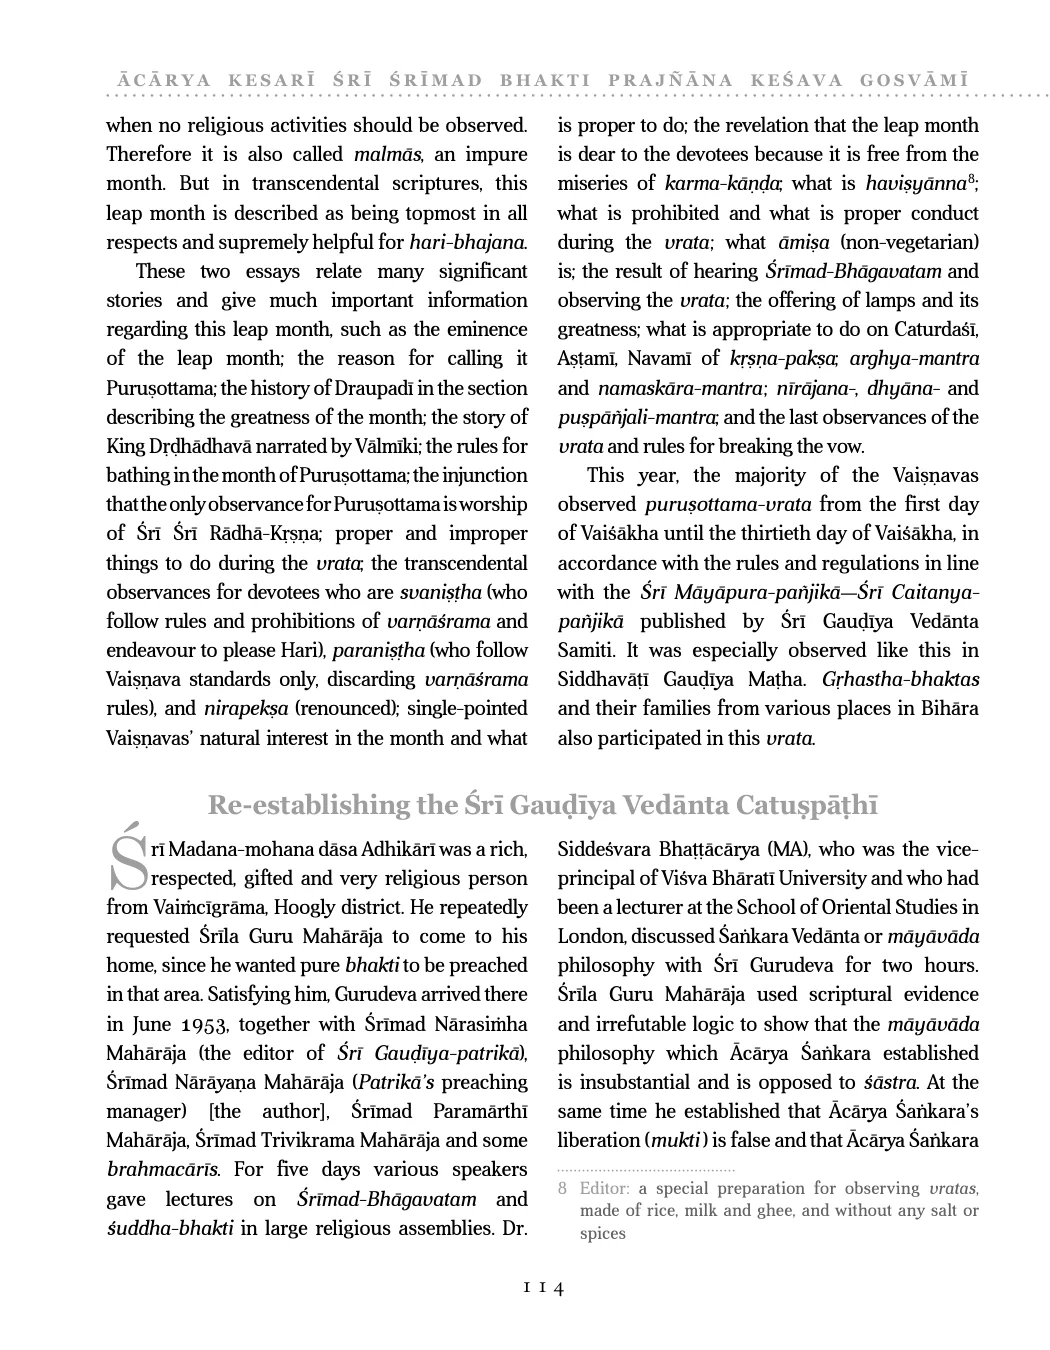 ĀCĀRYA KESARĪ ŚRĪ ŚRĪMAD BHAKTI PRAJÑĀNA KEŚAVA GOSVĀMĪ
when no religious activities should be observed.
Therefore it is also called malmās, an impure
month. But in transcendental scriptures, this
leap month is described as being topmost in all
respects and supremely helpful for hari-bhajana.
These two essays relate many significant
stories and give much important information
regarding this leap month, such as the eminence
of the leap month; the reason for calling it
Puruṣottama; the history of Draupadī in the section
describing the greatness of the month; the story of
King Dṛḍhādhavā narrated by Vālmīki; the rules for
bathing in the month of Puruṣottama; the injunction
that the only observance for Puruṣottama is worship
of Śrī Śrī Rādhā-Kṛṣṇa; proper and improper
things to do during the vrata; the transcendental
observances for devotees who are svaniṣṭha (who
follow rules and prohibitions of varṇāśrama and
endeavour to please Hari), paraniṣṭha (who follow
Vaiṣṇava standards only, discarding varṇāśrama
rules), and nirapekṣa (renounced); single-pointed
Vaiṣṇavas’ natural interest in the month and what
is proper to do; the revelation that the leap month
is dear to the devotees because it is free from the
miseries of karma-kāṇḍa; what is haviṣyānna8;
what is prohibited and what is proper conduct
during the vrata; what āmiṣa (non-vegetarian)
is; the result of hearing Śrīmad-Bhāgavatam and
observing the vrata; the offering of lamps and its
greatness; what is appropriate to do on Caturdaśī,
Aṣṭamī, Navamī of kṛṣṇa-pakṣa; arghya-mantra
and namaskāra-mantra; nīrājana-, dhyāna- and
puṣpāñjali-mantra; and the last observances of the
vrata and rules for breaking the vow.
This year, the majority of the Vaiṣṇavas
observed puruṣottama-vrata from the first day
of Vaiśākha until the thirtieth day of Vaiśākha, in
accordance with the rules and regulations in line
with the Śrī Māyāpura-pañjikā—Śrī Caitanya-
pañjikā published by Śrī Gauḍīya Vedānta
Samiti. It was especially observed like this in
Siddhavāṭī Gauḍīya Maṭha. Gṛhastha-bhaktas
and their families from various places in Bihāra
also participated in this vrata.
Re-establishing the Śrī Gauḍīya Vedānta Catuṣpāṭhī
Śrī Madana-mohana dāsa Adhikārī was a rich,
respected, gifted and very religious person
from Vaiṁcīgrāma, Hoogly district. He repeatedly
requested Śrīla Guru Mahārāja to come to his
home, since he wanted pure bhakti to be preached
in that area. Satisfying him, Gurudeva arrived there
in June 1953, together with Śrīmad Nārasiṁha
Mahārāja (the editor of Śrī Gauḍīya-patrikā),
Śrīmad Nārāyaṇa Mahārāja (Patrikā’s preaching
manager) [the author], Śrīmad Paramārthī
Mahārāja, Śrīmad Trivikrama Mahārāja and some
brahmacārīs. For five days various speakers
gave lectures on Śrīmad-Bhāgavatam and
śuddha-bhakti in large religious assemblies. Dr.
Siddeśvara Bhaṭṭācārya (MA), who was the vice-
principal of Viśva Bhāratī University and who had
been a lecturer at the School of Oriental Studies in
London, discussed Śaṅkara Vedānta or māyāvāda
philosophy with Śrī Gurudeva for two hours.
Śrīla Guru Mahārāja used scriptural evidence
and irrefutable logic to show that the māyāvāda
philosophy which Ācārya Śaṅkara established
is insubstantial and is opposed to śāstra. At the
same time he established that Ācārya Śaṅkara’s
liberation (mukti) is false and that Ācārya Śaṅkara
8 Editor: a special preparation for observing vratas,
made of rice, milk and ghee, and without any salt or
spices
114